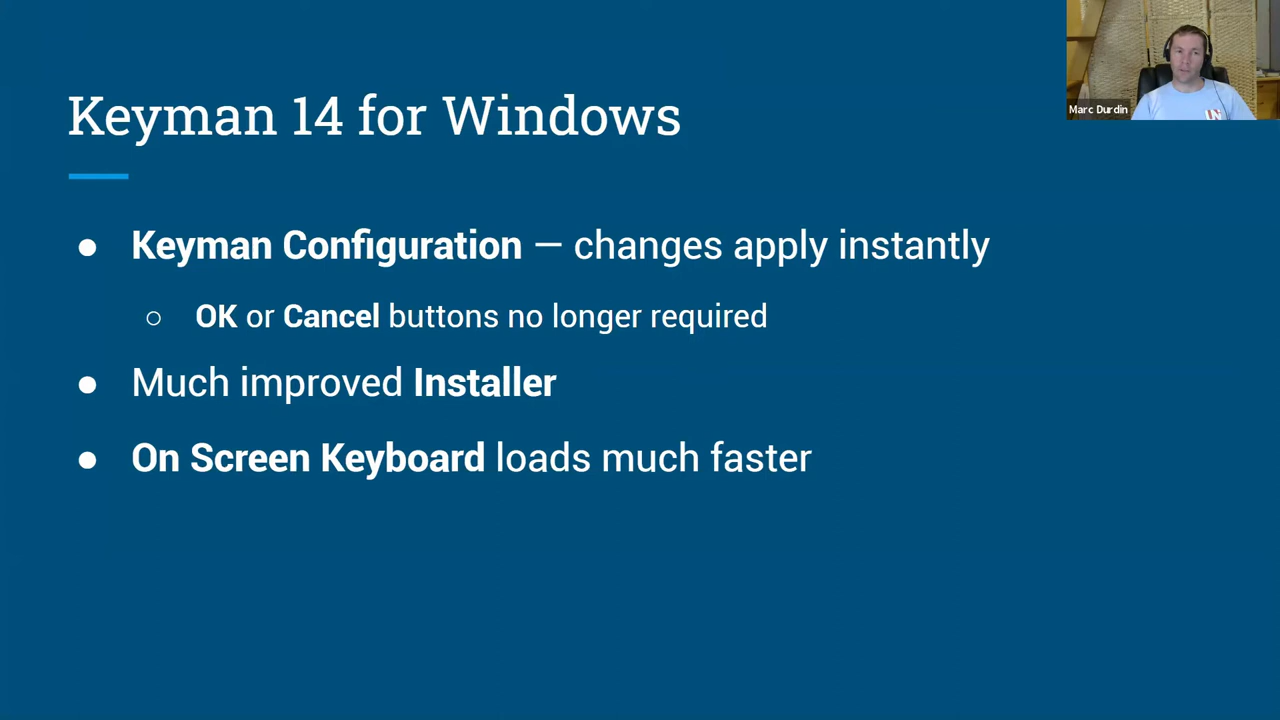 Keyman 14 for Windows
Marc Durdin
● Keyman Configuration — changes apply instantly
○ OK or Cancel buttons no longer required
● Much improved Installer
● On Screen Keyboard loads much faster